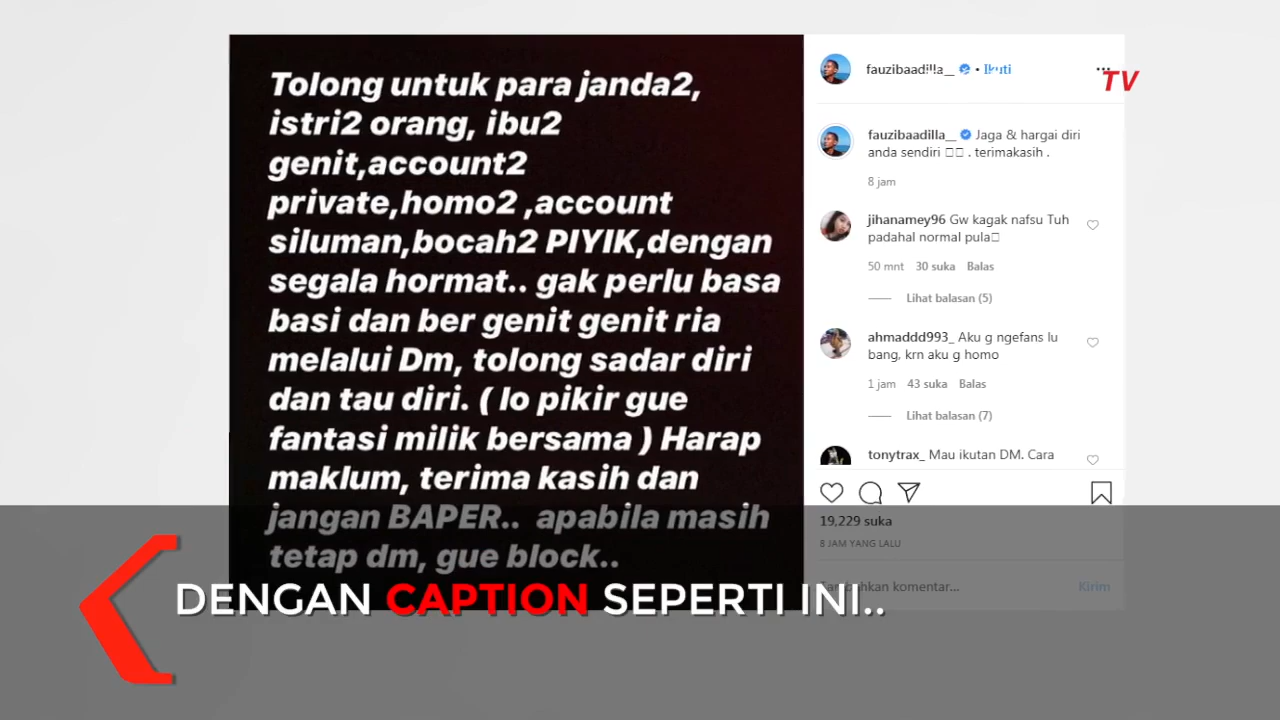 Tolong untuk para janda2,
istri2 orang, ibu2
genit,account2
private,homo2 ,account
siluman,bocah2 PIYIK,dengan
segala hormat.. gak perlu basa
basi dan ber genit genit ria
melalui Dm, tolong sadar diri
dan tau diri. ( lo pikir gue
fantasi milik bersama ) Harap
maklum, terima kasih dan
jangan BAPER.. apabila masih
tetap dm, gue block..
fauzibaadilla__ • Ikuti
TV
fauzibaadilla__ Jaga & hargai diri
anda sendiri □□ . terimakasih .
8 jam
jihanamey96 Gw kagak nafsu Tuh
padahal normal pula□
50 mnt 30 suka Balas
Lihat balasan (5)
ahmaddd993_ Aku g ngefans lu
bang, krn aku g homo
1 jam 43 suka Balas
Lihat balasan (7)
tonytrax_ Mau ikutan DM. Cara
19,229 suka
8 JAM YANG LALU
Tambahkan komentar... Kirim
DENGAN CAPTION SEPERTI INI..